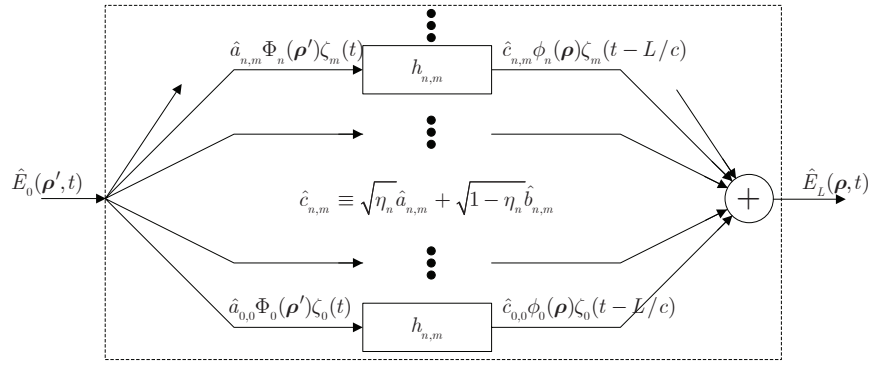 â_{n,m}Φ_n(ρ′)ζ_m(t)
h_{n,m}
ĉ_{n,m}ϕ_n(ρ)ζ_m(t − L/c)
Ê_0(ρ′,t)
ĉ_{n,m} ≡ √η_n â_{n,m} + √(1 − η_n) b̂_{n,m}
+
Ê_L(ρ,t)
â_{0,0}Φ_0(ρ′)ζ_0(t)
h_{n,m}
ĉ_{0,0}ϕ_0(ρ)ζ_0(t − L/c)